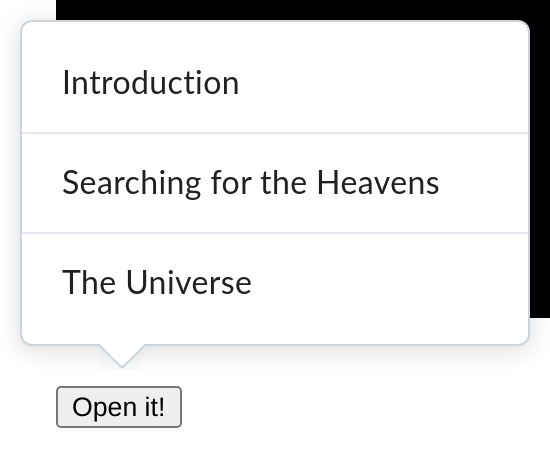 Introduction
Searching for the Heavens
The Universe
Open it!